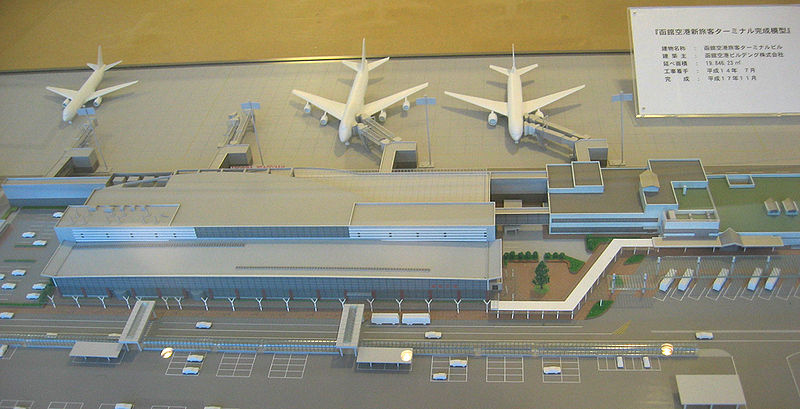 『函館空港新旅客ターミナル完成模型』
建物名称 : 函館空港旅客ターミナルビル
建築主 : 函館空港ビルデング株式会社
延べ面積 : 19,846.23㎡
工事着手 : 平成14年 7月
完成 : 平成17年11月